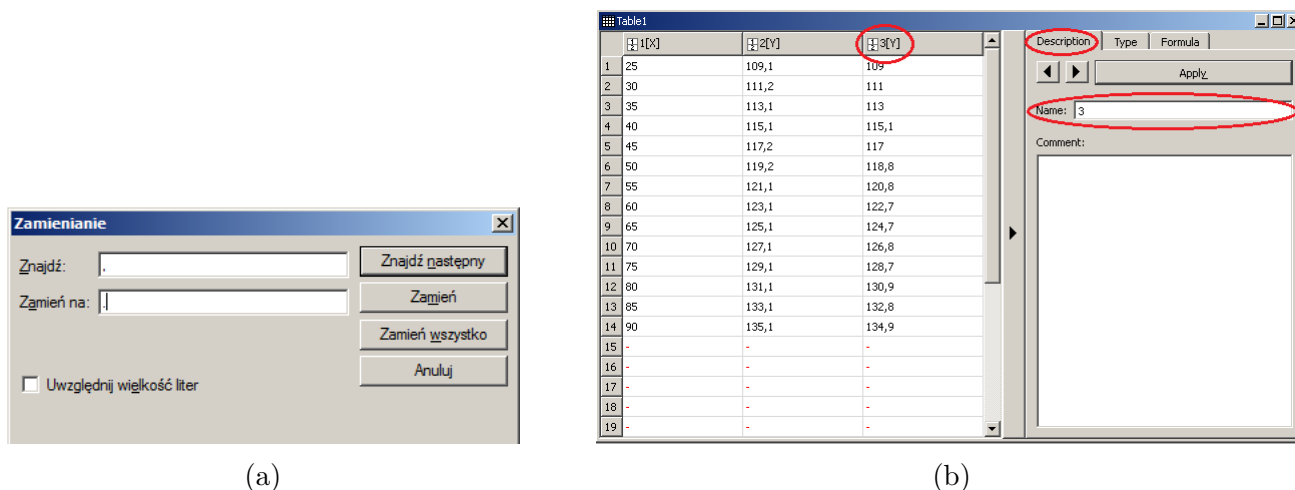 Zamienianie
Znajdź: ,
Zamień na: .
Znajdź następny
Zamień
Zamień wszystko
Anuluj
Uwzględnij wielkość liter
(a)
Table1
1[X] 2[Y] 3[Y]
1 25 109,1 109
2 30 111,2 111
3 35 113,1 113
4 40 115,1 115,1
5 45 117,2 117
6 50 119,2 118,8
7 55 121,1 120,8
8 60 123,1 122,7
9 65 125,1 124,7
10 70 127,1 126,8
11 75 129,1 128,7
12 80 131,1 130,9
13 85 133,1 132,8
14 90 135,1 134,9
15 - - -
16 - - -
17 - - -
18 - - -
19 - - -
Description Type Formula
Apply
Name: 3
Comment:
(b)